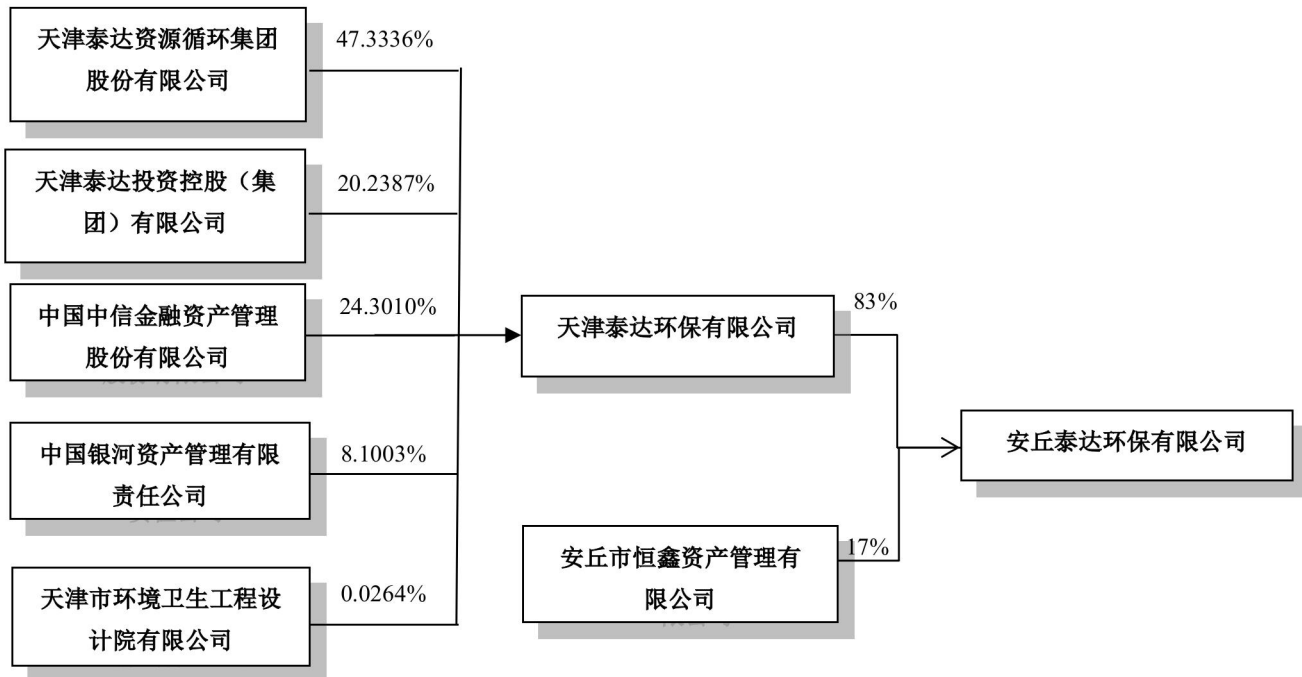 天津泰达资源循环集团
股份有限公司
47.3336%
天津泰达投资控股（集
团）有限公司
20.2387%
中国中信金融资产管理
股份有限公司
24.3010%
中国银河资产管理有限
责任公司
8.1003%
天津市环境卫生工程设
计院有限公司
0.0264%
天津泰达环保有限公司
83%
安丘市恒鑫资产管理有
限公司
17%
安丘泰达环保有限公司